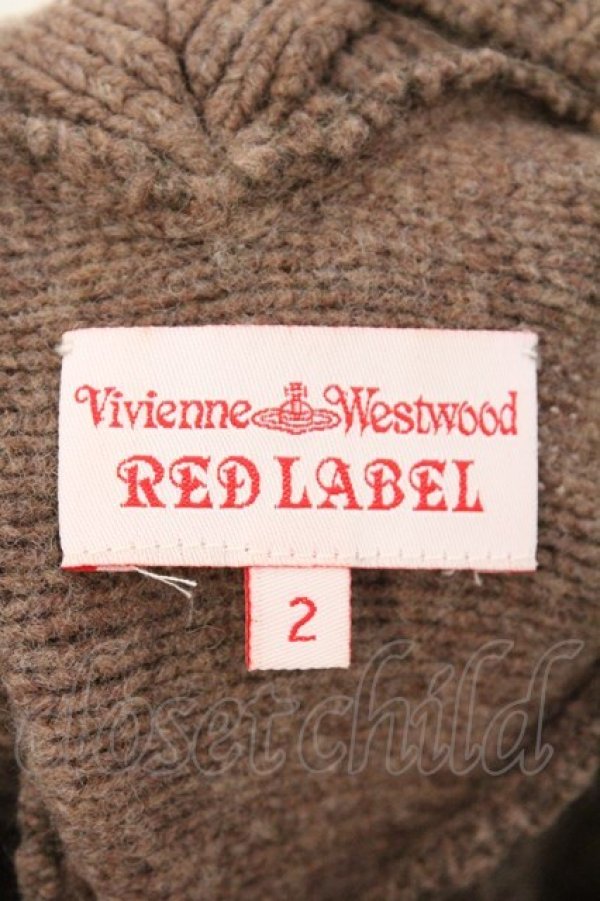 Vivienne Westwood
RED LABEL
2
closet child